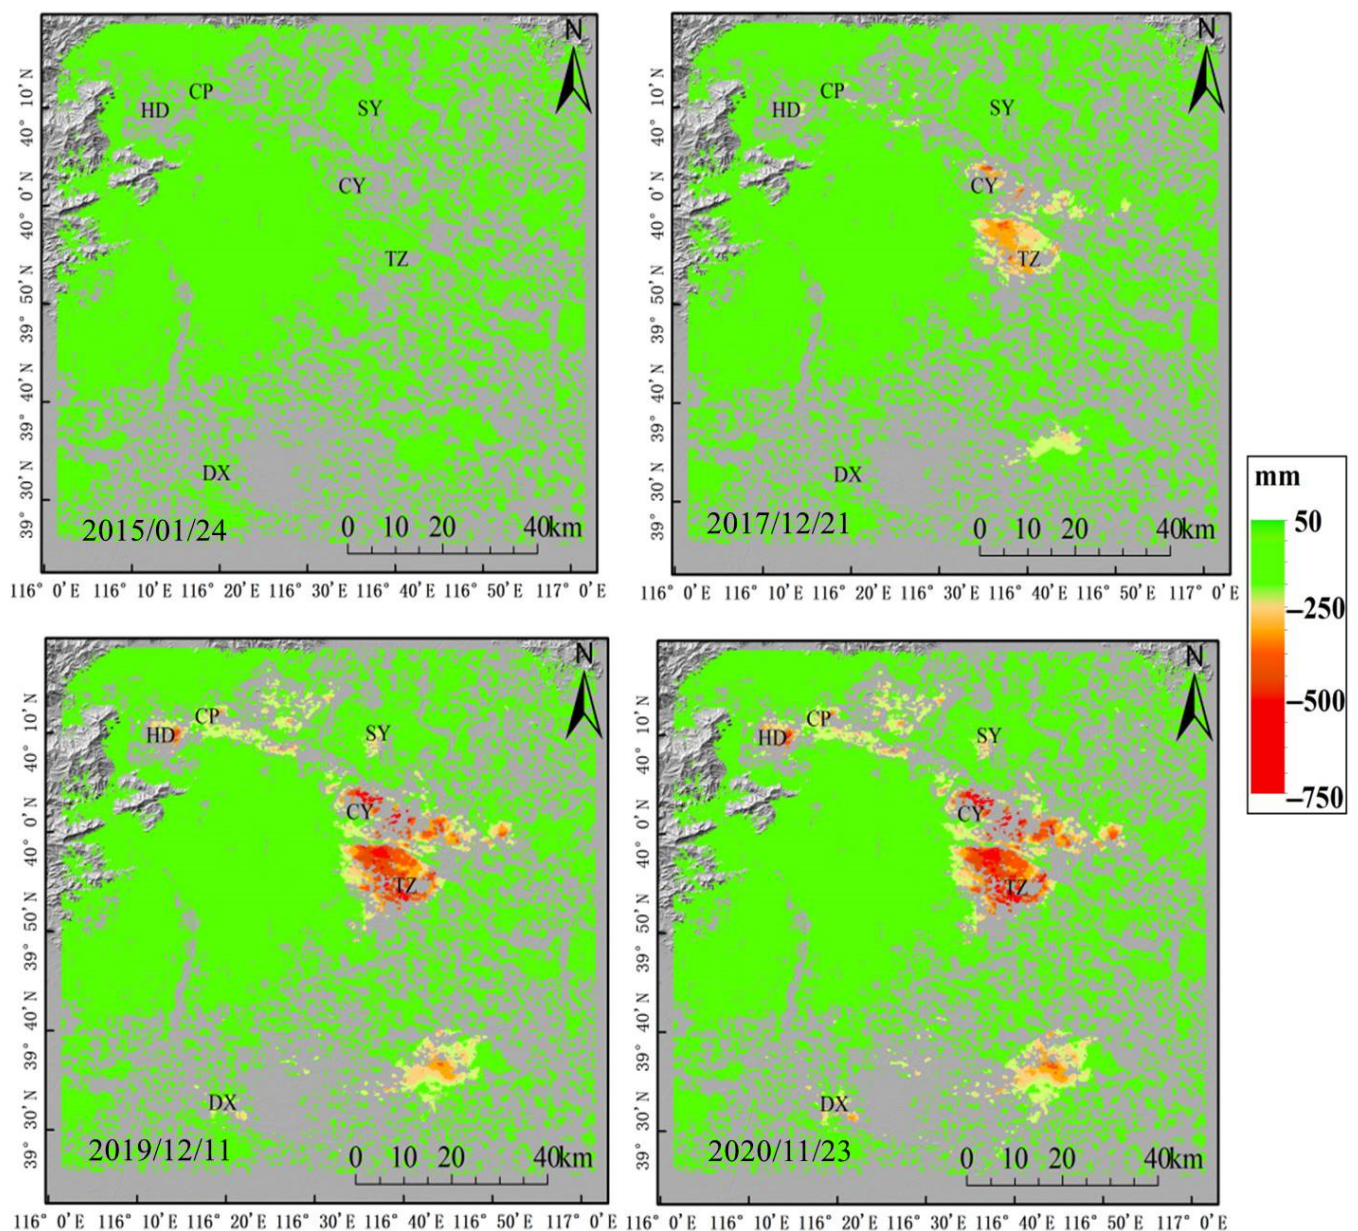 N
CP
HD
SY
CY
TZ
DX
2015/01/24
0 10 20 40km
40° 10′ N
40° 0′ N
39° 50′ N
39° 40′ N
39° 30′ N
116° 0′ E 116° 10′ E 116° 20′ E 116° 30′ E 116° 40′ E 116° 50′ E 117° 0′ E
N
CP
HD
SY
CY
TZ
DX
2017/12/21
0 10 20 40km
40° 10′ N
40° 0′ N
39° 50′ N
39° 40′ N
39° 30′ N
116° 0′ E 116° 10′ E 116° 20′ E 116° 30′ E 116° 40′ E 116° 50′ E 117° 0′ E
mm
50
−250
−500
−750
N
CP
HD
SY
CY
TZ
DX
2019/12/11
0 10 20 40km
40° 10′ N
40° 0′ N
39° 50′ N
39° 40′ N
39° 30′ N
116° 0′ E 116° 10′ E 116° 20′ E 116° 30′ E 116° 40′ E 116° 50′ E 117° 0′ E
N
CP
HD
SY
CY
TZ
DX
2020/11/23
0 10 20 40km
40° 10′ N
40° 0′ N
39° 50′ N
39° 40′ N
39° 30′ N
116° 0′ E 116° 10′ E 116° 20′ E 116° 30′ E 116° 40′ E 116° 50′ E 117° 0′ E